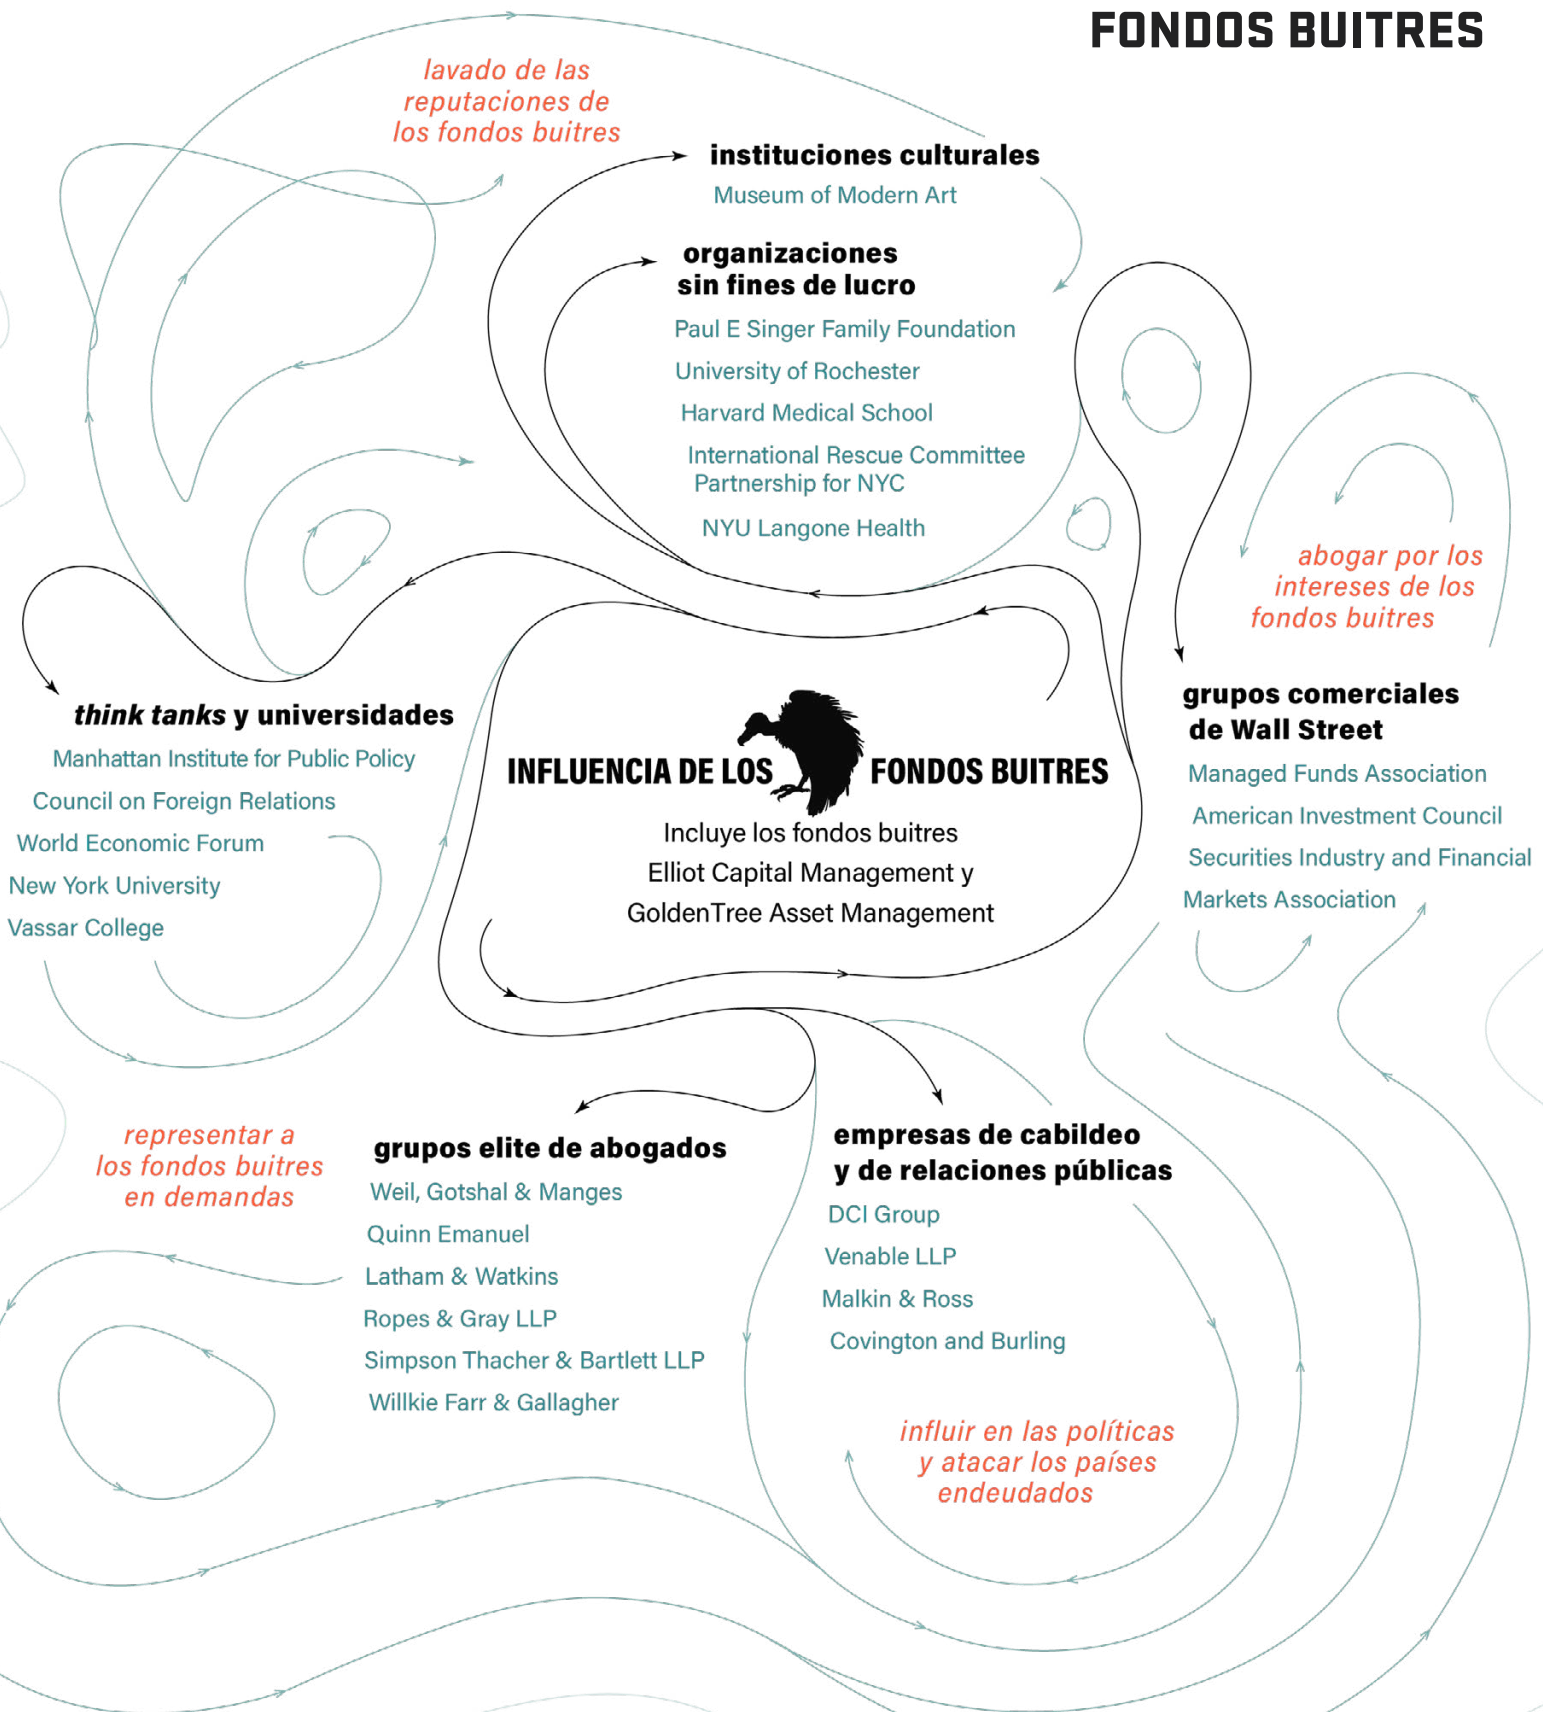 FONDOS BUITRES
lavado de las
reputaciones de
los fondos buitres
instituciones culturales
Museum of Modern Art
organizaciones
sin fines de lucro
Paul E Singer Family Foundation
University of Rochester
Harvard Medical School
International Rescue Committee
Partnership for NYC
NYU Langone Health
abogar por los
intereses de los
fondos buitres
think tanks y universidades
Manhattan Institute for Public Policy
Council on Foreign Relations
World Economic Forum
New York University
Vassar College
INFLUENCIA DE LOS FONDOS BUITRES
Incluye los fondos buitres
Elliot Capital Management y
GoldenTree Asset Management
grupos comerciales
de Wall Street
Managed Funds Association
American Investment Council
Securities Industry and Financial
Markets Association
representar a
los fondos buitres
en demandas
grupos elite de abogados
Weil, Gotshal & Manges
Quinn Emanuel
Latham & Watkins
Ropes & Gray LLP
Simpson Thacher & Bartlett LLP
Willkie Farr & Gallagher
empresas de cabildeo
y de relaciones públicas
DCI Group
Venable LLP
Malkin & Ross
Covington and Burling
influir en las políticas
y atacar los países
endeudados